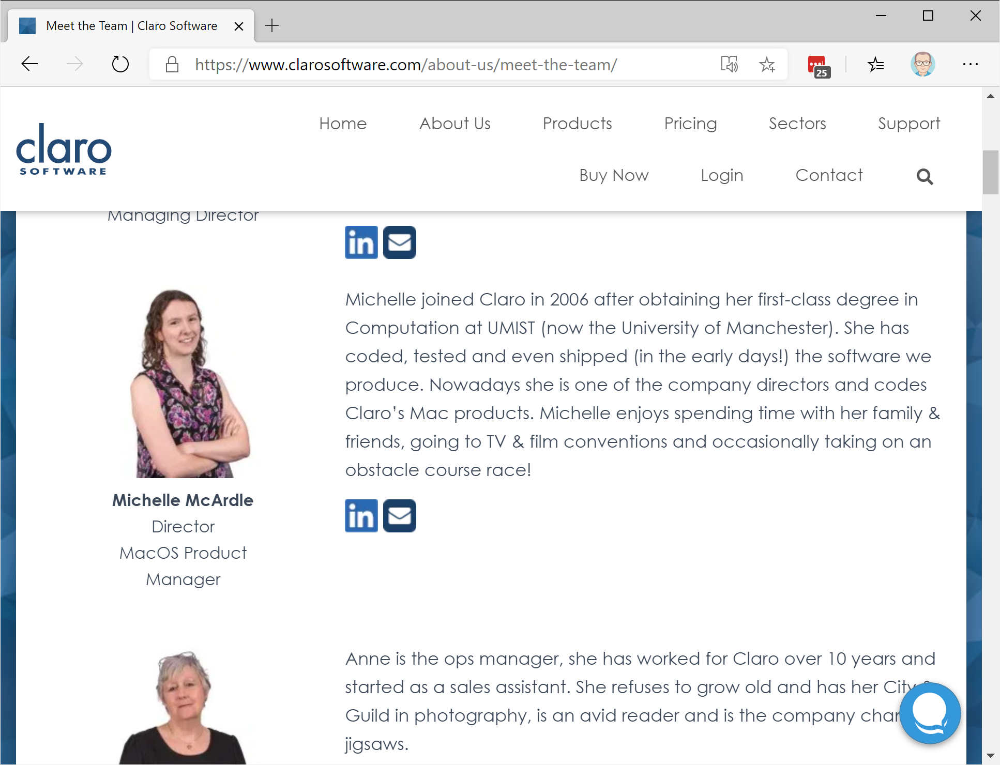 Meet the Team | Claro Software
https://www.clarosoftware.com/about-us/meet-the-team/
25
claro
SOFTWARE
Home
About Us
Products
Pricing
Sectors
Support
Buy Now
Login
Contact
Managing Director
in
Michelle joined Claro in 2006 after obtaining her first-class degree in
Computation at UMIST (now the University of Manchester). She has
coded, tested and even shipped (in the early days!) the software we
produce. Nowadays she is one of the company directors and codes
Claro’s Mac products. Michelle enjoys spending time with her family &
friends, going to TV & film conventions and occasionally taking on an
obstacle course race!
in
Michelle McArdle
Director
MacOS Product
Manager
Anne is the ops manager, she has worked for Claro over 10 years and
started as a sales assistant. She refuses to grow old and has her City &
Guild in photography, is an avid reader and is the company
jigsaws.